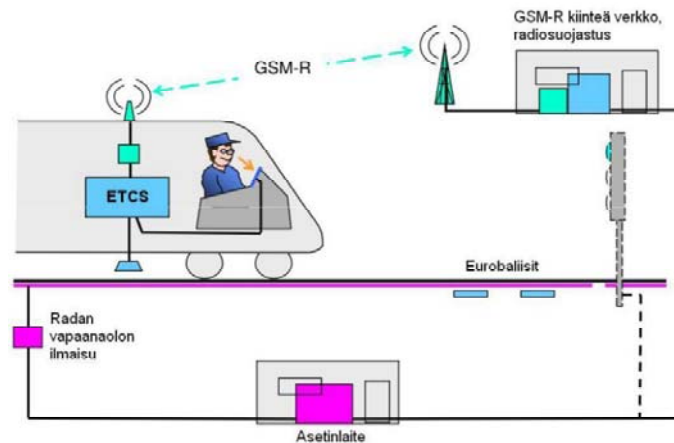 GSM-R kiinteä verkko,
radiosuojastus
GSM-R
ETCS
Eurobaliisit
Radan
vapaanaolon
ilmaisu
Asetinlaite